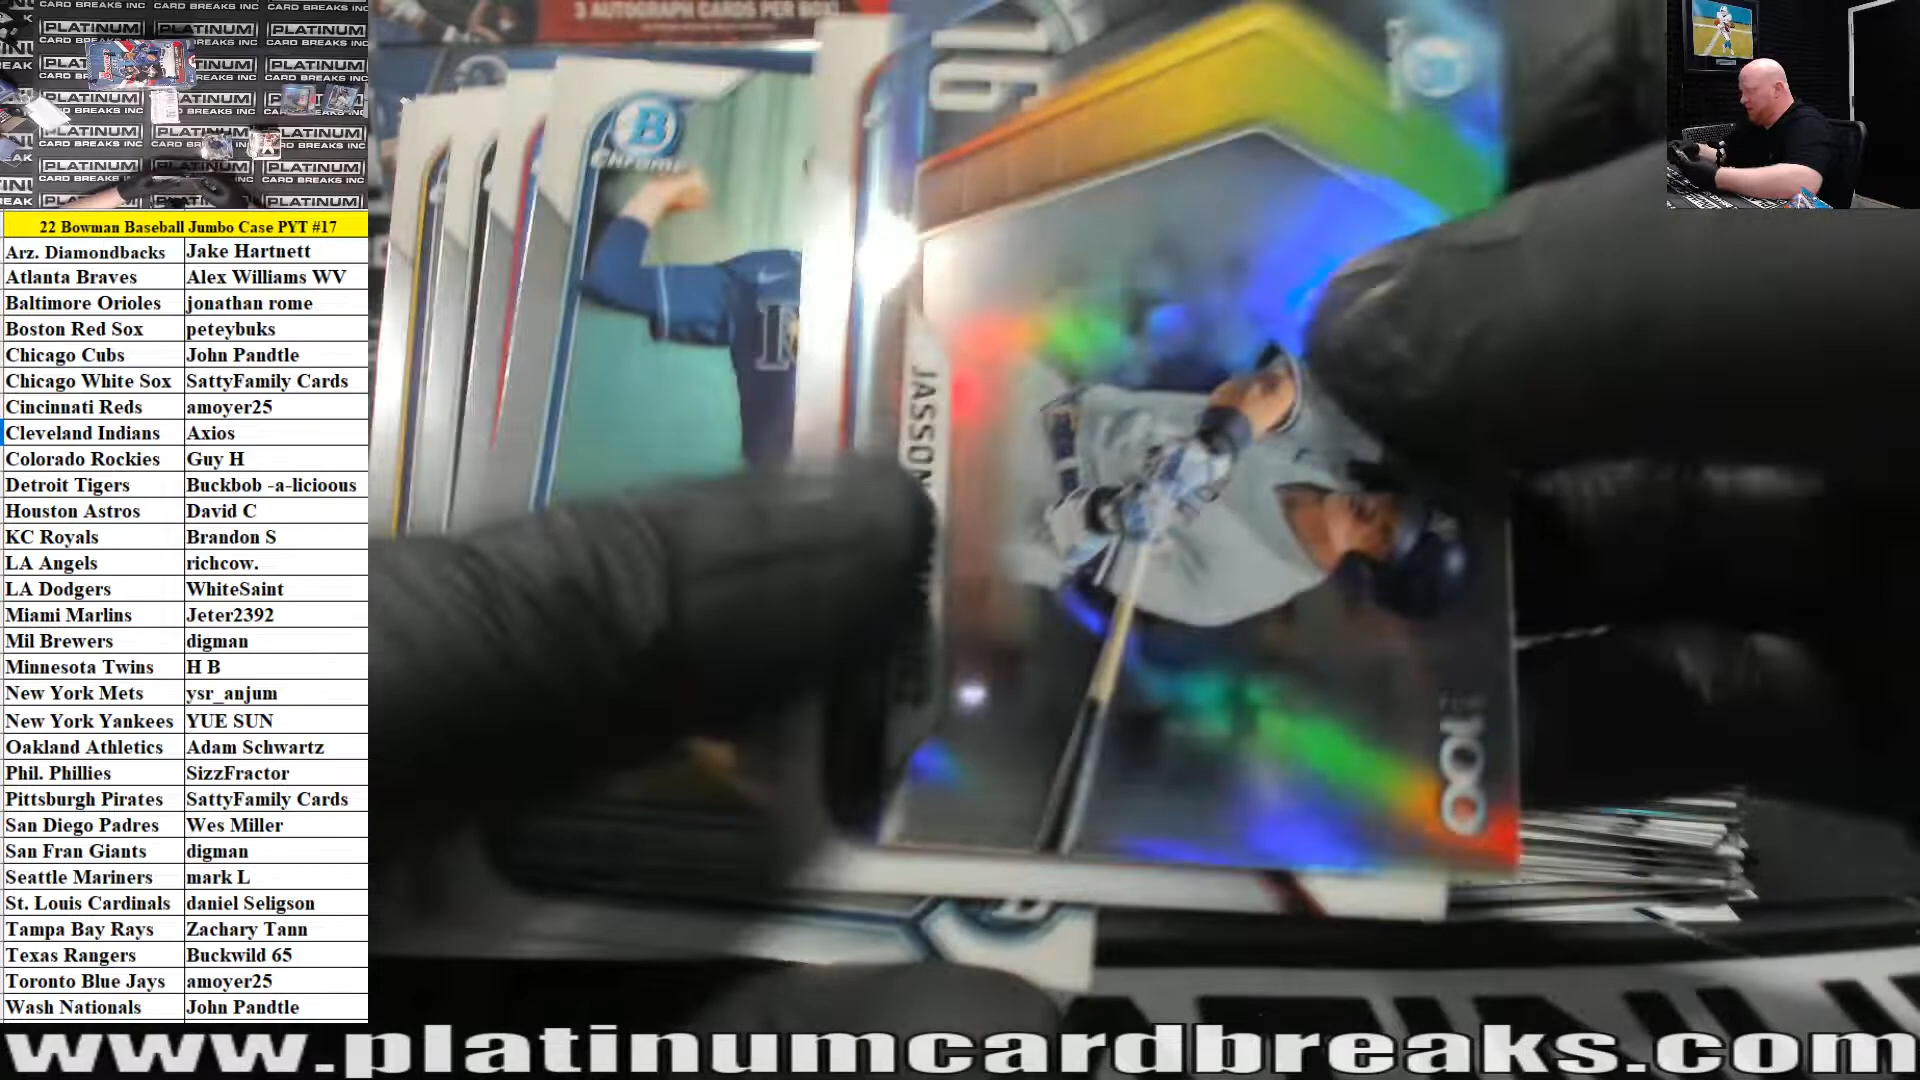 PLATINUM
CARD BREAKS INC
3 AUTOGRAPH CARDS PER BOX!
16
B
Chrome
JASSON
100
22 Bowman Baseball Jumbo Case PYT #17
Arz. Diamondbacks Jake Hartnett
Atlanta Braves Alex Williams WV
Baltimore Orioles jonathan rome
Boston Red Sox peteybuks
Chicago Cubs John Pandtle
Chicago White Sox SattyFamily Cards
Cincinnati Reds amoyer25
Cleveland Indians Axios
Colorado Rockies Guy H
Detroit Tigers Buckbob -a-licioous
Houston Astros David C
KC Royals Brandon S
LA Angels richcow.
LA Dodgers WhiteSaint
Miami Marlins Jeter2392
Mil Brewers digman
Minnesota Twins H B
New York Mets ysr_anjum
New York Yankees YUE SUN
Oakland Athletics Adam Schwartz
Phil. Phillies SizzFractor
Pittsburgh Pirates SattyFamily Cards
San Diego Padres Wes Miller
San Fran Giants digman
Seattle Mariners mark L
St. Louis Cardinals daniel Seligson
Tampa Bay Rays Zachary Tann
Texas Rangers Buckwild 65
Toronto Blue Jays amoyer25
Wash Nationals John Pandtle
www.platinumcardbreaks.com